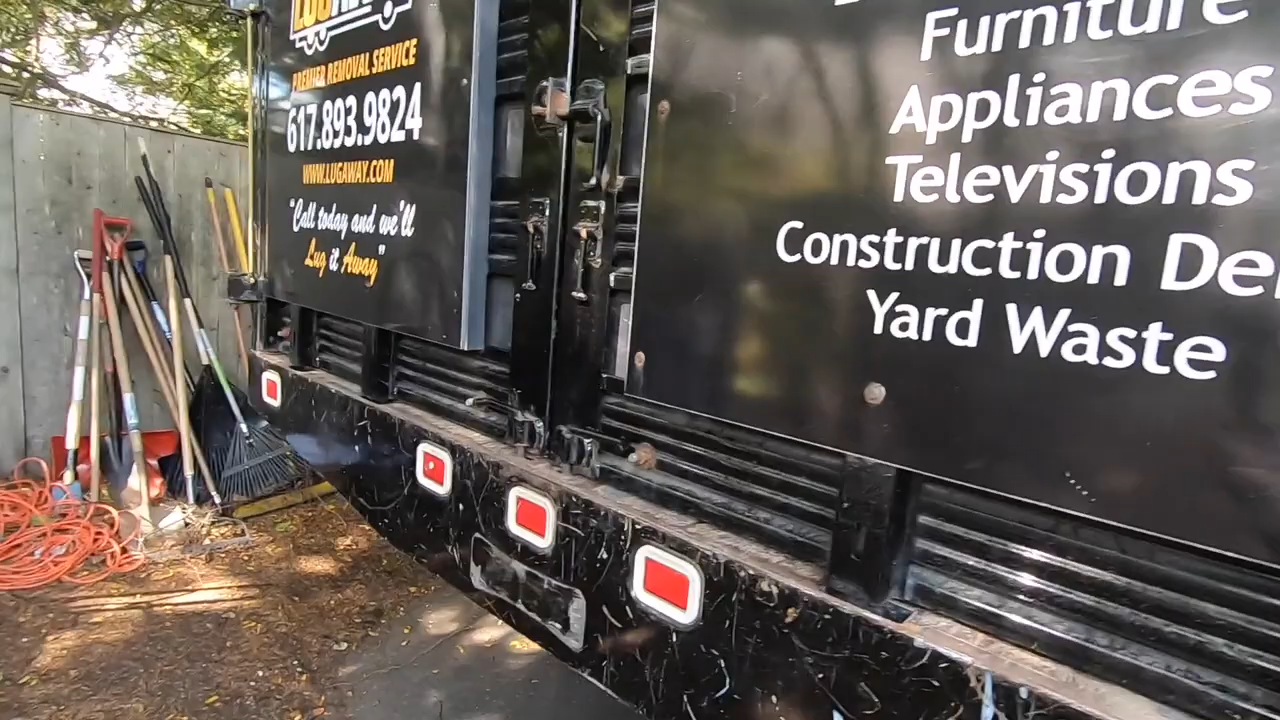 PREMIER REMOVAL SERVICE
617.893.9824
WWW.LUGAWAY.COM
"Call today and we'll
Lug it Away"
Furniture
Appliances
Televisions
Construction
Yard Waste